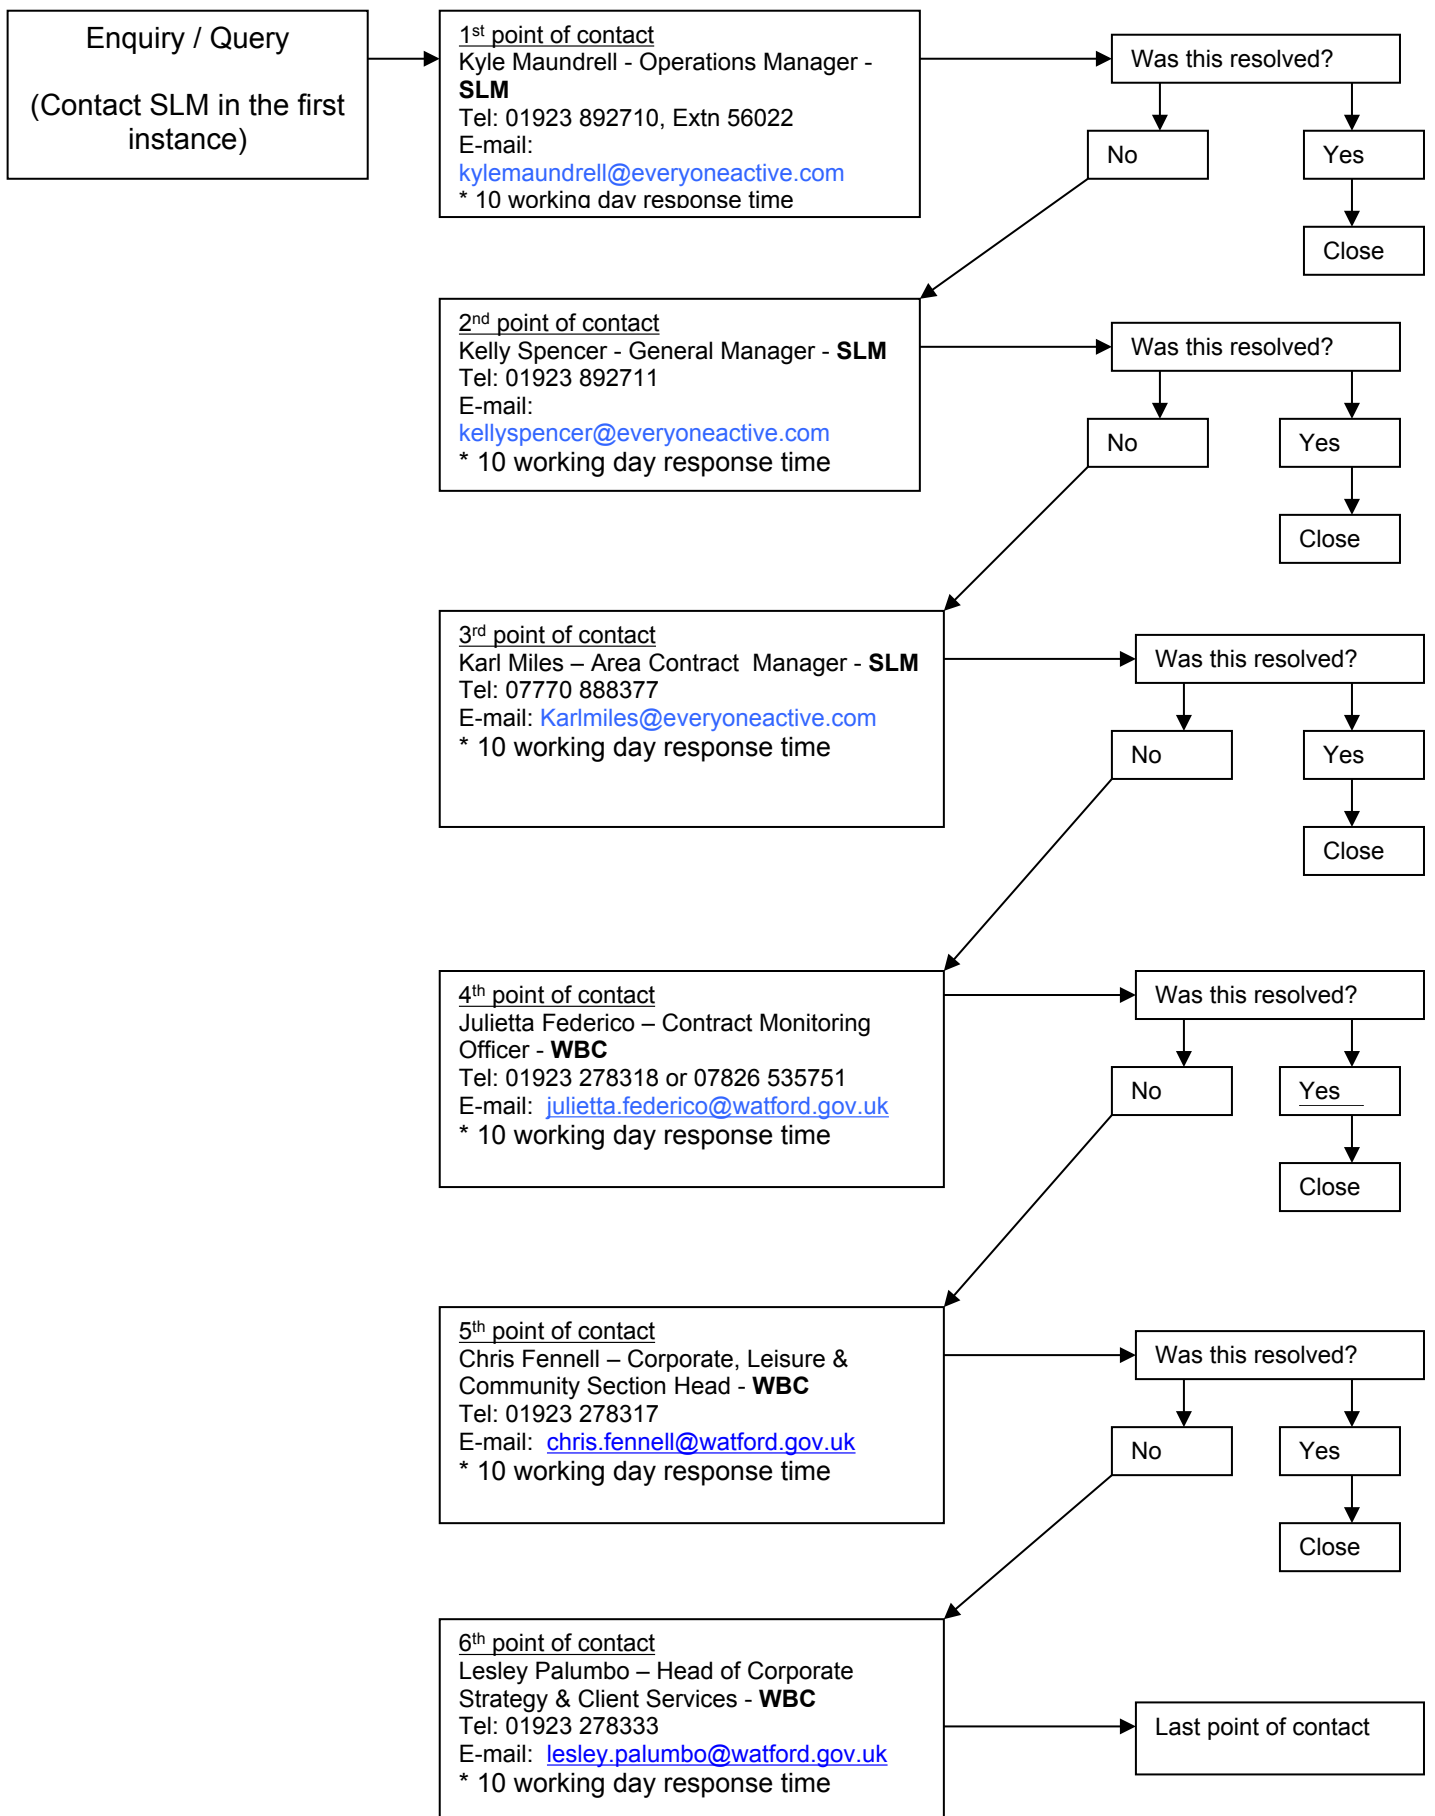 Enquiry / Query
(Contact SLM in the first
instance)
1st point of contact
Kyle Maundrell - Operations Manager -
SLM
Tel: 01923 892710, Extn 56022
E-mail:
kylemaundrell@everyoneactive.com
* 10 working day response time
Was this resolved?
No
Yes
Close
2nd point of contact
Kelly Spencer - General Manager - SLM
Tel: 01923 892711
E-mail:
kellyspencer@everyoneactive.com
* 10 working day response time
Was this resolved?
No
Yes
Close
3rd point of contact
Karl Miles – Area Contract  Manager - SLM
Tel: 07770 888377
E-mail: Karlmiles@everyoneactive.com
* 10 working day response time
Was this resolved?
No
Yes
Close
4th point of contact
Julietta Federico – Contract Monitoring
Officer - WBC
Tel: 01923 278318 or 07826 535751
E-mail:  julietta.federico@watford.gov.uk
* 10 working day response time
Was this resolved?
No
Yes
Close
5th point of contact
Chris Fennell – Corporate, Leisure &
Community Section Head - WBC
Tel: 01923 278317
E-mail:  chris.fennell@watford.gov.uk
* 10 working day response time
Was this resolved?
No
Yes
Close
6th point of contact
Lesley Palumbo – Head of Corporate
Strategy & Client Services - WBC
Tel: 01923 278333
E-mail:  lesley.palumbo@watford.gov.uk
* 10 working day response time
Last point of contact